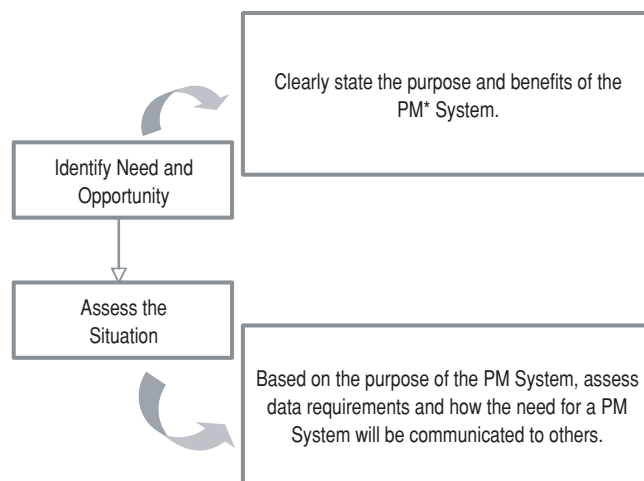 Clearly state the purpose and benefits of the
PM* System.
Identify Need and
Opportunity
Assess the
Situation
Based on the purpose of the PM System, assess
data requirements and how the need for a PM
System will be communicated to others.